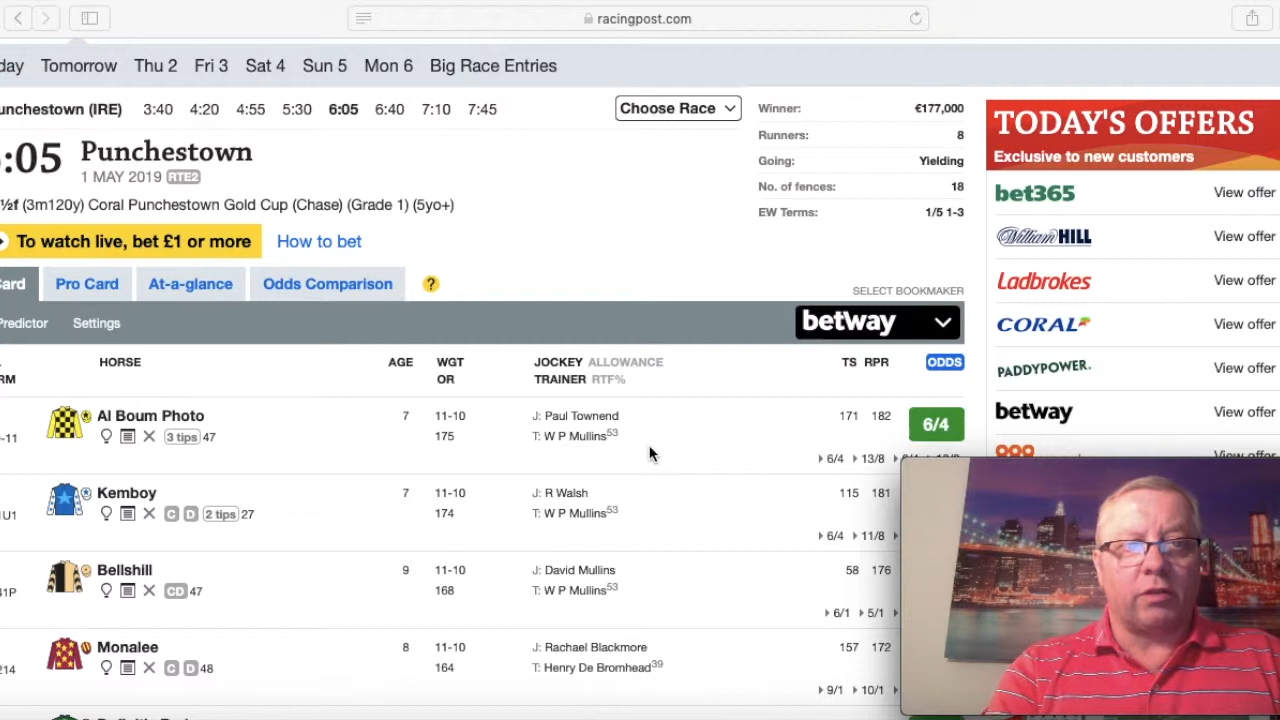 racingpost.com
day Tomorrow Thu 2 Fri 3 Sat 4 Sun 5 Mon 6 Big Race Entries
unchestown (IRE) 3:40 4:20 4:55 5:30 6:05 6:40 7:10 7:45 Choose Race
:05 Punchestown
1 MAY 2019 RTE2
½f (3m120y) Coral Punchestown Gold Cup (Chase) (Grade 1) (5yo+)
To watch live, bet £1 or more How to bet
Winner: €177,000
Runners: 8
Going: Yielding
No. of fences: 18
EW Terms: 1/5 1-3
Card Pro Card At-a-glance Odds Comparison ?
SELECT BOOKMAKER
Predictor Settings betway
HORSE AGE WGT JOCKEY ALLOWANCE TS RPR ODDS
RM OR TRAINER RTF%
Al Boum Photo 7 11-10 J: Paul Townend 171 182 6/4
0-11 3 tips 47 175 T: W P Mullins53
6/4 13/8
Kemboy 7 11-10 J: R Walsh 115 181
1U1 C D 2 tips 27 174 T: W P Mullins53
6/4 11/8
Bellshill 9 11-10 J: David Mullins 58 176
41P CD 47 168 T: W P Mullins53
6/1 5/1
Monalee 8 11-10 J: Rachael Blackmore 157 172
214 C D 48 164 T: Henry De Bromhead39
9/1 10/1
TODAY'S OFFERS
Exclusive to new customers
bet365 View offer
William HILL View offer
Ladbrokes View offer
CORAL View offer
PADDYPOWER. View offer
betway View offer